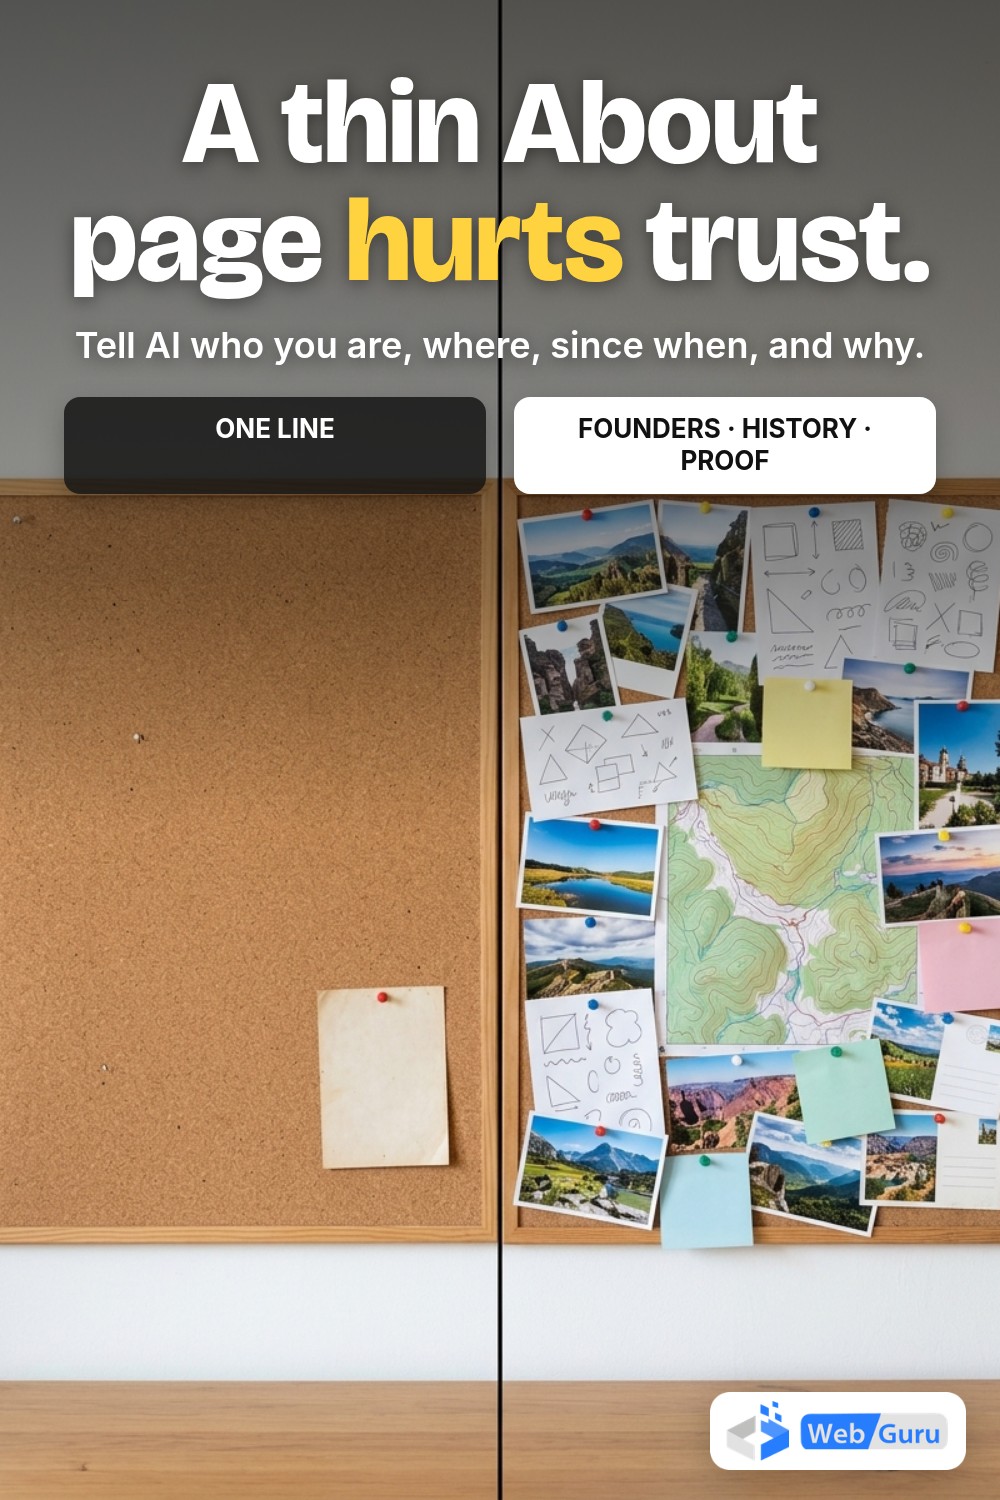 A thin About
page hurts trust.
Tell AI who you are, where, since when, and why.
ONE LINE
FOUNDERS · HISTORY ·
PROOF
Web Guru